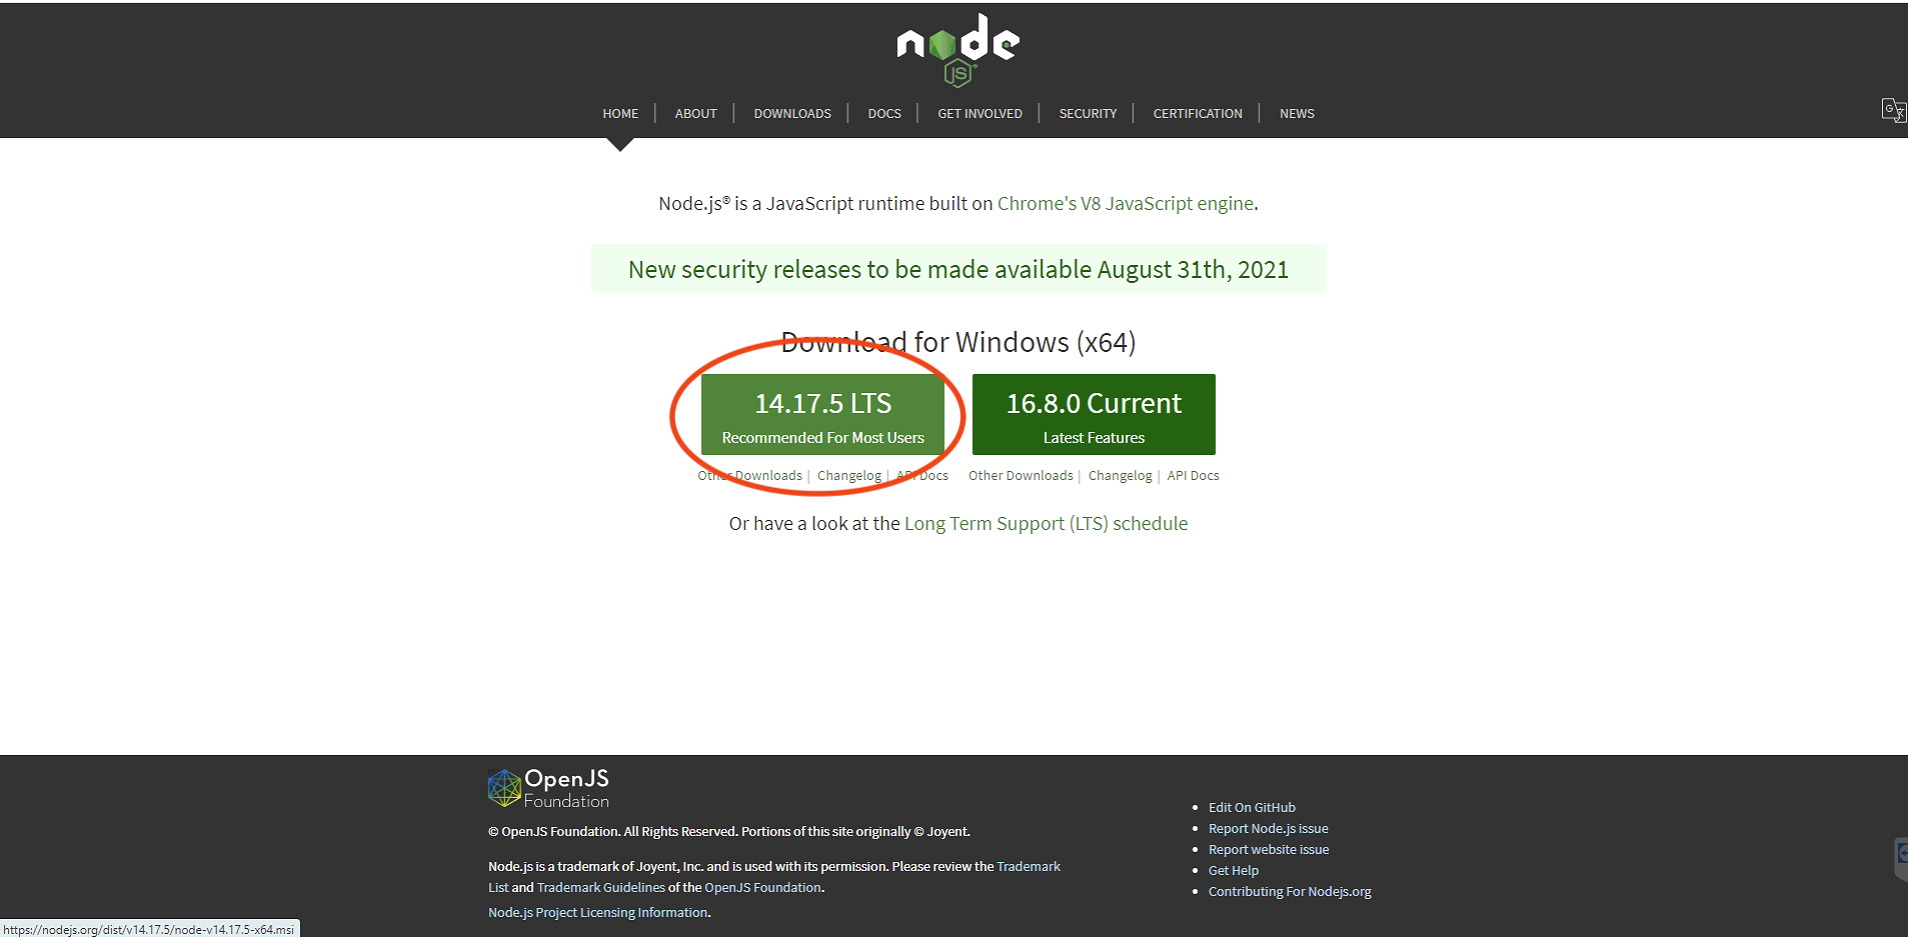 node
JS
HOME | ABOUT | DOWNLOADS | DOCS | GET INVOLVED | SECURITY | CERTIFICATION | NEWS
Node.js® is a JavaScript runtime built on Chrome's V8 JavaScript engine.
New security releases to be made available August 31th, 2021
Download for Windows (x64)
14.17.5 LTS
Recommended For Most Users
Other Downloads | Changelog | API Docs
16.8.0 Current
Latest Features
Other Downloads | Changelog | API Docs
Or have a look at the Long Term Support (LTS) schedule
OpenJS
Foundation
© OpenJS Foundation. All Rights Reserved. Portions of this site originally © Joyent.
Node.js is a trademark of Joyent, Inc. and is used with its permission. Please review the Trademark
List and Trademark Guidelines of the OpenJS Foundation.
Node.js Project Licensing Information.
Edit On GitHub
Report Node.js issue
Report website issue
Get Help
Contributing For Nodejs.org
https://nodejs.org/dist/v14.17.5/node-v14.17.5-x64.msi